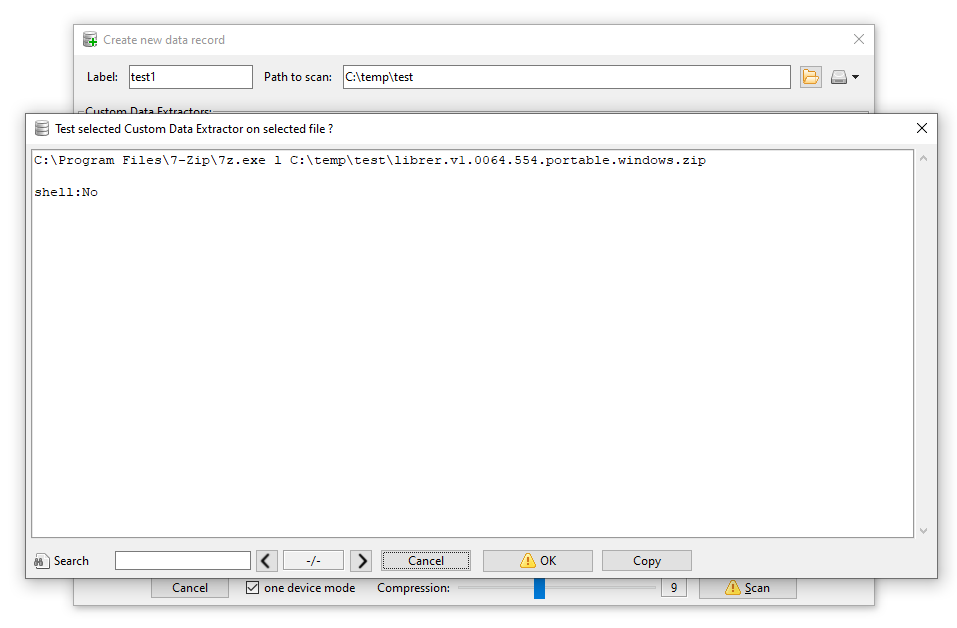 Create new data record
Label: test1 Path to scan: C:\temp\test
Custom Data Extractors:
Test selected Custom Data Extractor on selected file ?
C:\Program Files\7-Zip\7z.exe l C:\temp\test\librer.v1.0064.554.portable.windows.zip
shell:No
Search -/- Cancel OK Copy
Cancel one device mode Compression: 9 Scan